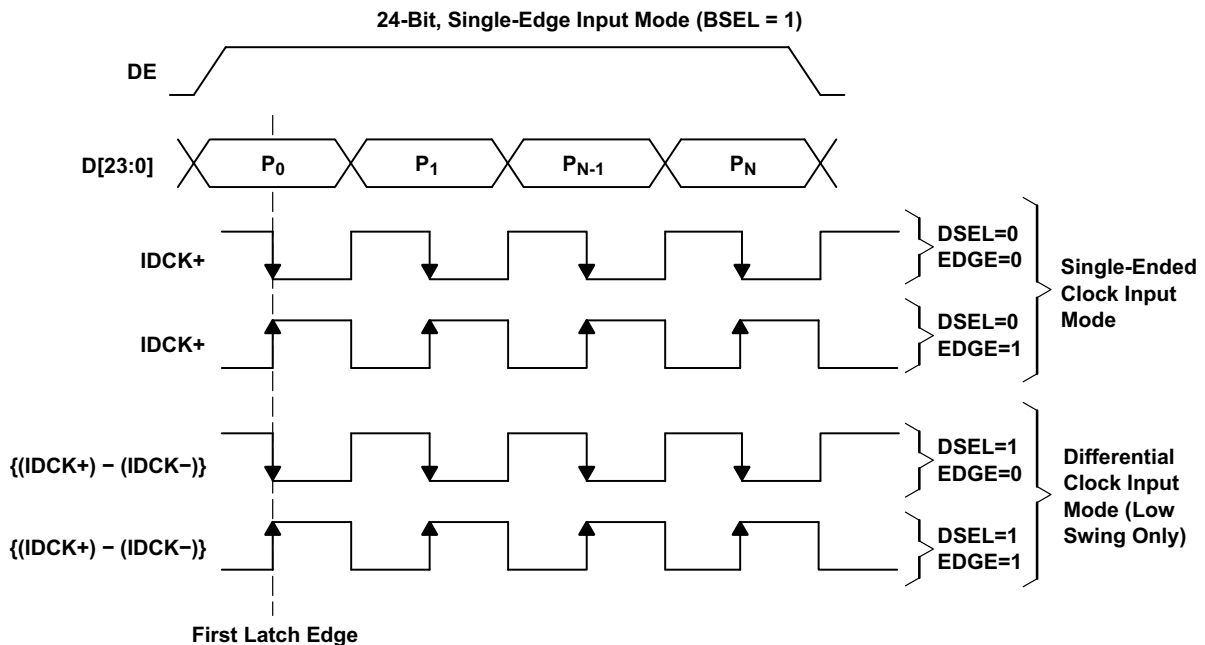 24-Bit, Single-Edge Input Mode (BSEL = 1)
DE
D[23:0]
P0
P1
PN-1
PN
IDCK+
DSEL=0
EDGE=0
IDCK+
DSEL=0
EDGE=1
Single-Ended
Clock Input
Mode
{(IDCK+) − (IDCK−)}
DSEL=1
EDGE=0
{(IDCK+) − (IDCK−)}
DSEL=1
EDGE=1
Differential
Clock Input
Mode (Low
Swing Only)
First Latch Edge